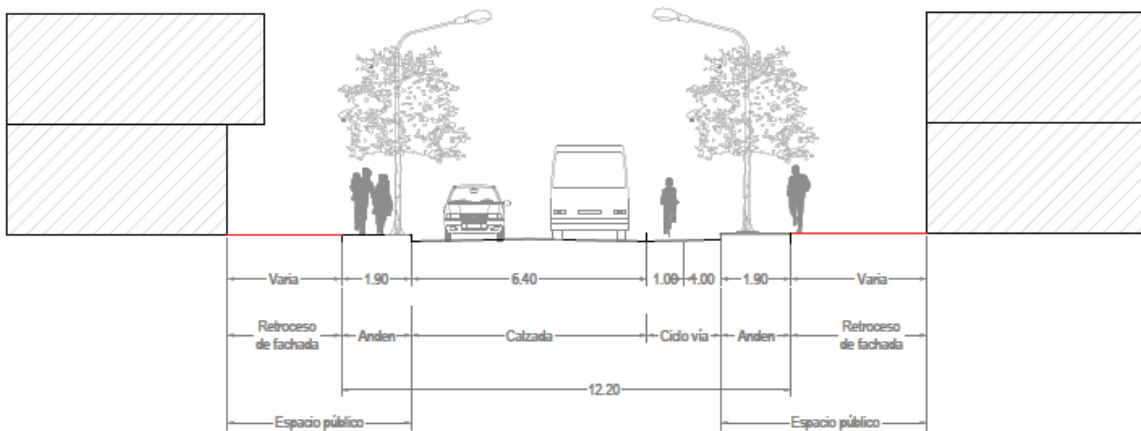 Varia 1.90 6.40 1.00 1.00 1.90 Varia
Retroceso
de fachada
Anden
Calzada
Ciclo vía
Anden
Retroceso
de fachada
12.20
Espacio público
Espacio público